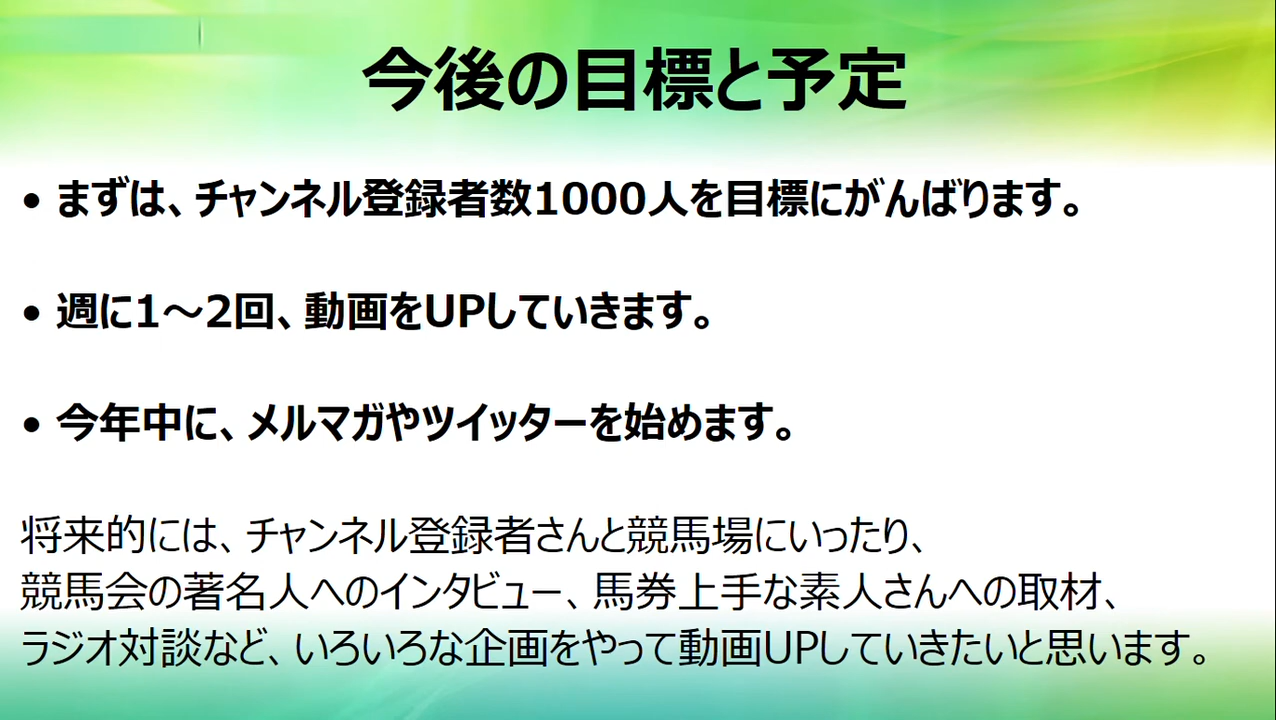 今後の目標と予定
• まずは、チャンネル登録者数1000人を目標にがんばります。
• 週に1～2回、動画をUPしていきます。
• 今年中に、メルマガやツイッターを始めます。
将来的には、チャンネル登録者さんと競馬場にいったり、
競馬会の著名人へのインタビュー、馬券上手な素人さんへの取材、
ラジオ対談など、いろいろな企画をやって動画UPしていきたいと思います。